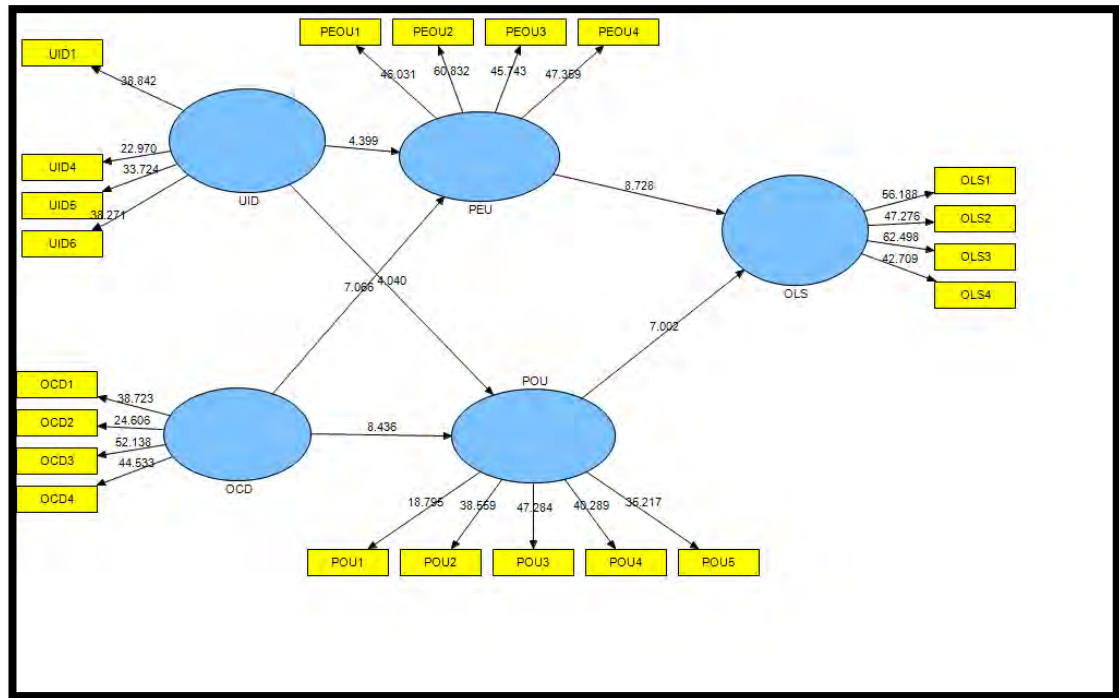 PEOU1
PEOU2
PEOU3
PEOU4
UID1
46.031
60.832
45.743
47.359
38.842
UID4
22.970
33.724
UID5
38.271
UID6
UID
4.399
PEU
8.728
OLS1
56.188
OLS2
47.276
OLS3
62.498
42.709
OLS4
OLS
7.066
4.040
7.002
OCD1
38.723
OCD2
24.606
OCD3
52.138
44.533
OCD4
OCD
8.436
POU
18.795
38.559
47.284
40.289
35.217
POU1
POU2
POU3
POU4
POU5